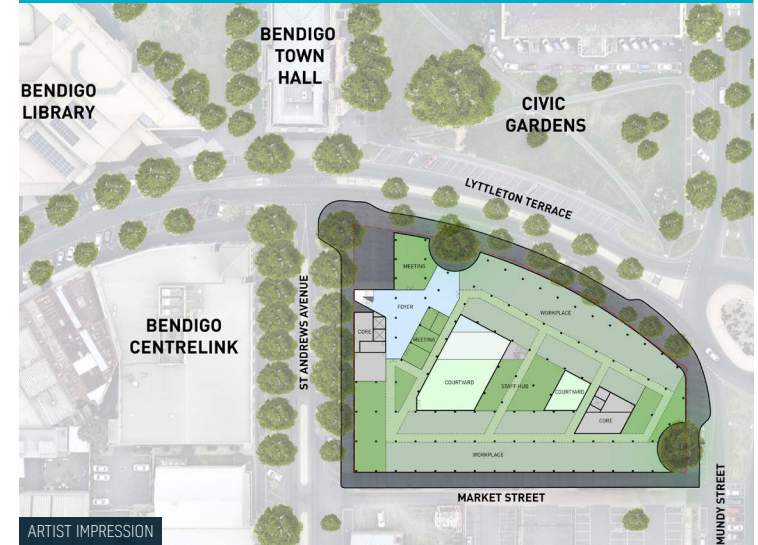 BENDIGO
TOWN
HALL
BENDIGO
LIBRARY
CIVIC
GARDENS
LYTTLETON TERRACE
ST ANDREWS AVENUE
MEETING
FOYER
WORKPLACE
CORE
MEETING
BENDIGO
CENTRELINK
COURTYARD
STAFF HUB
COURTYARD
CORE
WORKPLACE
MARKET STREET
MUNDY STREET
ARTIST IMPRESSION